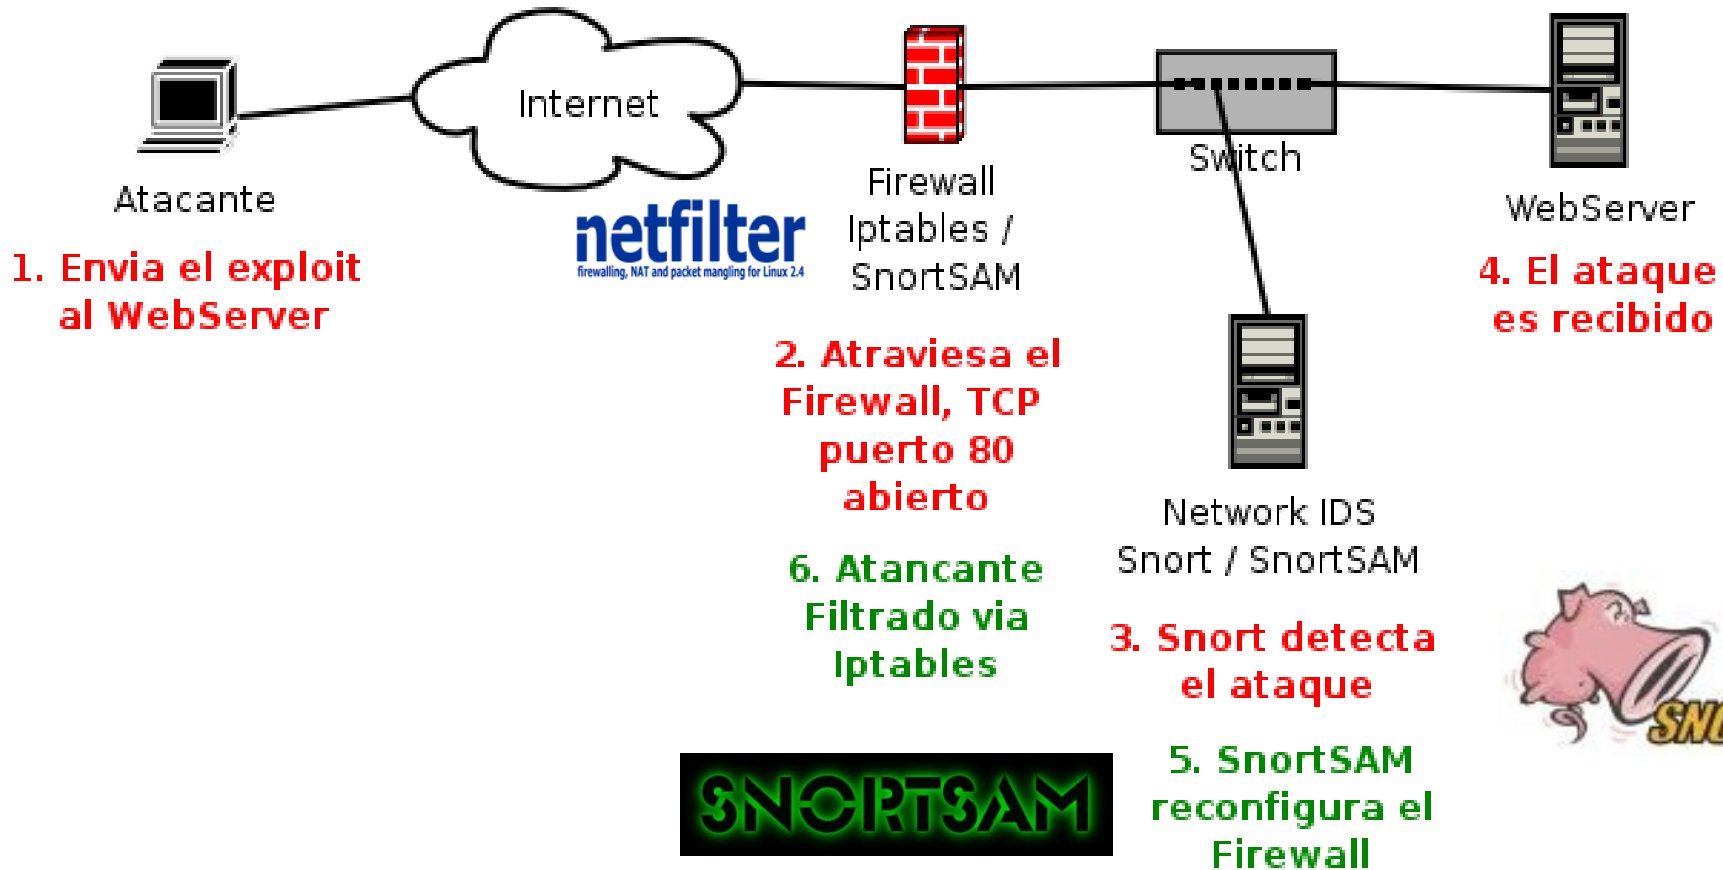 Internet
Atacante
1. Envia el exploit
al WebServer
netfilter
firewalling, NAT and packet mangling for Linux 2.4
Firewall
Iptables /
SnortSAM
2. Atraviesa el
Firewall, TCP
puerto 80
abierto
6. Atancante
Filtrado via
Iptables
Switch
Network IDS
Snort / SnortSAM
3. Snort detecta
el ataque
5. SnortSAM
reconfigura el
Firewall
WebServer
4. El ataque
es recibido
SNORTSAM